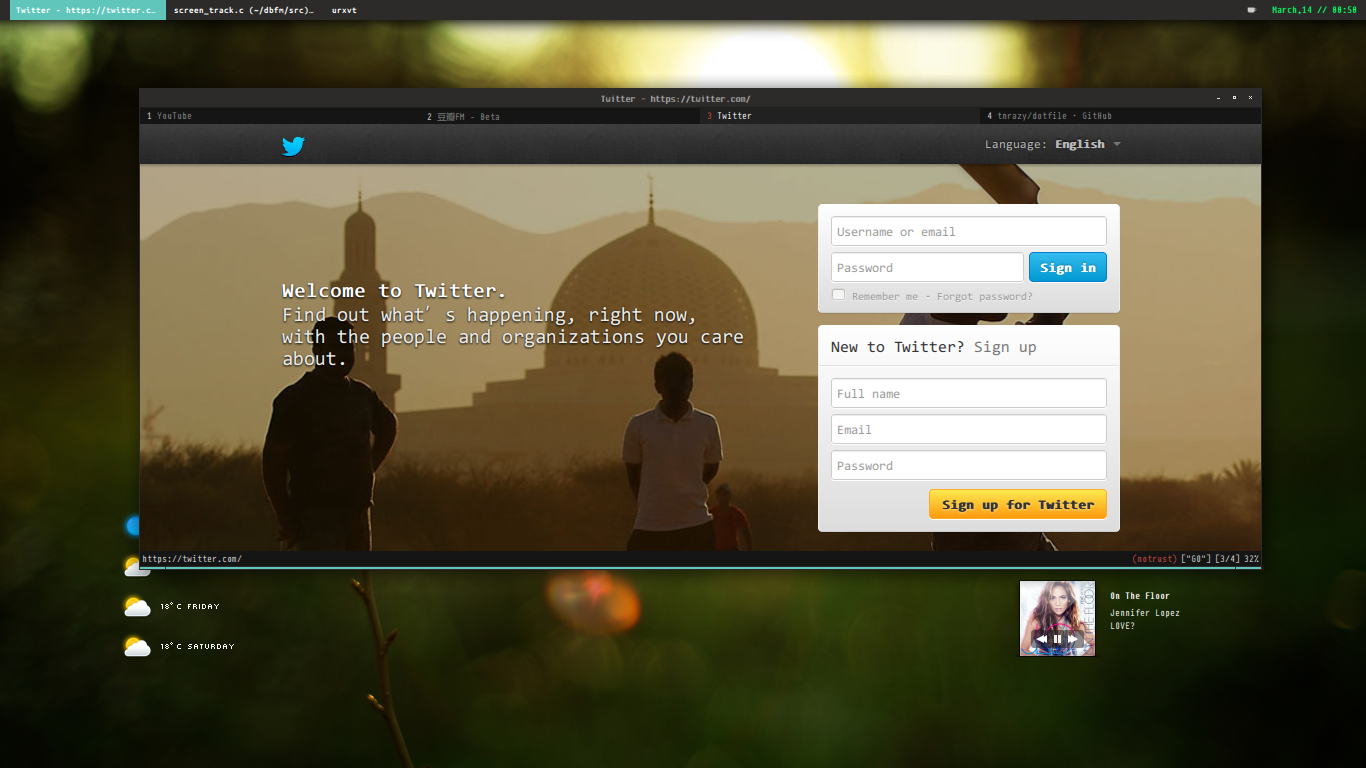 Twitter - https://twitter.c…
screen_track.c (~/dbfm/src)…
urxvt
March,14 // 00:50
Twitter - https://twitter.com/
1 YouTube
2 豆瓣FM - Beta
3 Twitter
4 tnrazy/dotfile · GitHub
Language: English
Welcome to Twitter.
Find out what's happening, right now,
with the people and organizations you care
about.
Username or email
Password
Sign in
Remember me - Forgot password?
New to Twitter? Sign up
Full name
Email
Password
Sign up for Twitter
https://twitter.com/
(notrust) ["G0"] [3/4] 32%
18°C FRIDAY
18°C SATURDAY
On The Floor
Jennifer Lopez
LOVE?